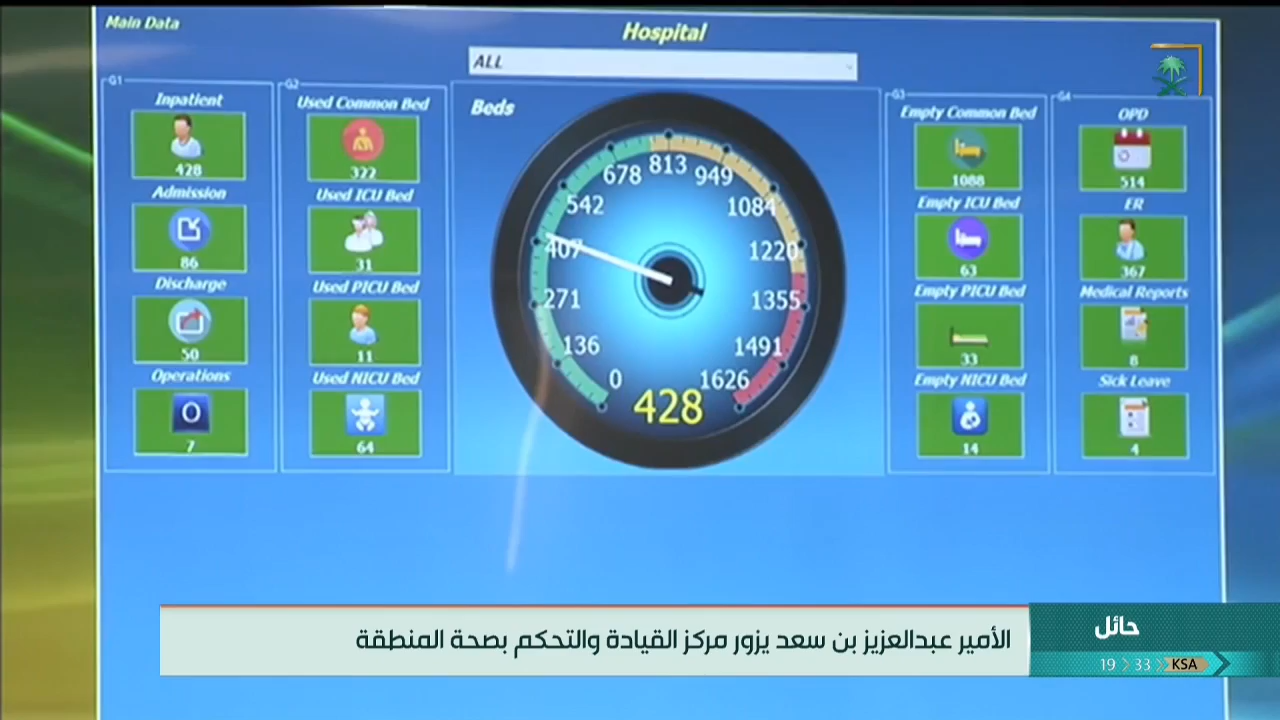 Main Data
Hospital
ALL
G1
Inpatient
428
Admission
86
Discharge
50
Operations
O
7
G2
Used Common Bed
322
Used ICU Bed
31
Used PICU Bed
11
Used NICU Bed
64
Beds
0
136
271
407
542
678
813
949
1084
1220
1355
1491
1626
428
G3
Empty Common Bed
1088
Empty ICU Bed
63
Empty PICU Bed
33
Empty NICU Bed
14
G4
OPD
514
ER
367
Medical Reports
8
Sick Leave
4
حائل
الأمير عبدالعزيز بن سعد يزور مركز القيادة والتحكم بصحة المنطقة
19 33 KSA